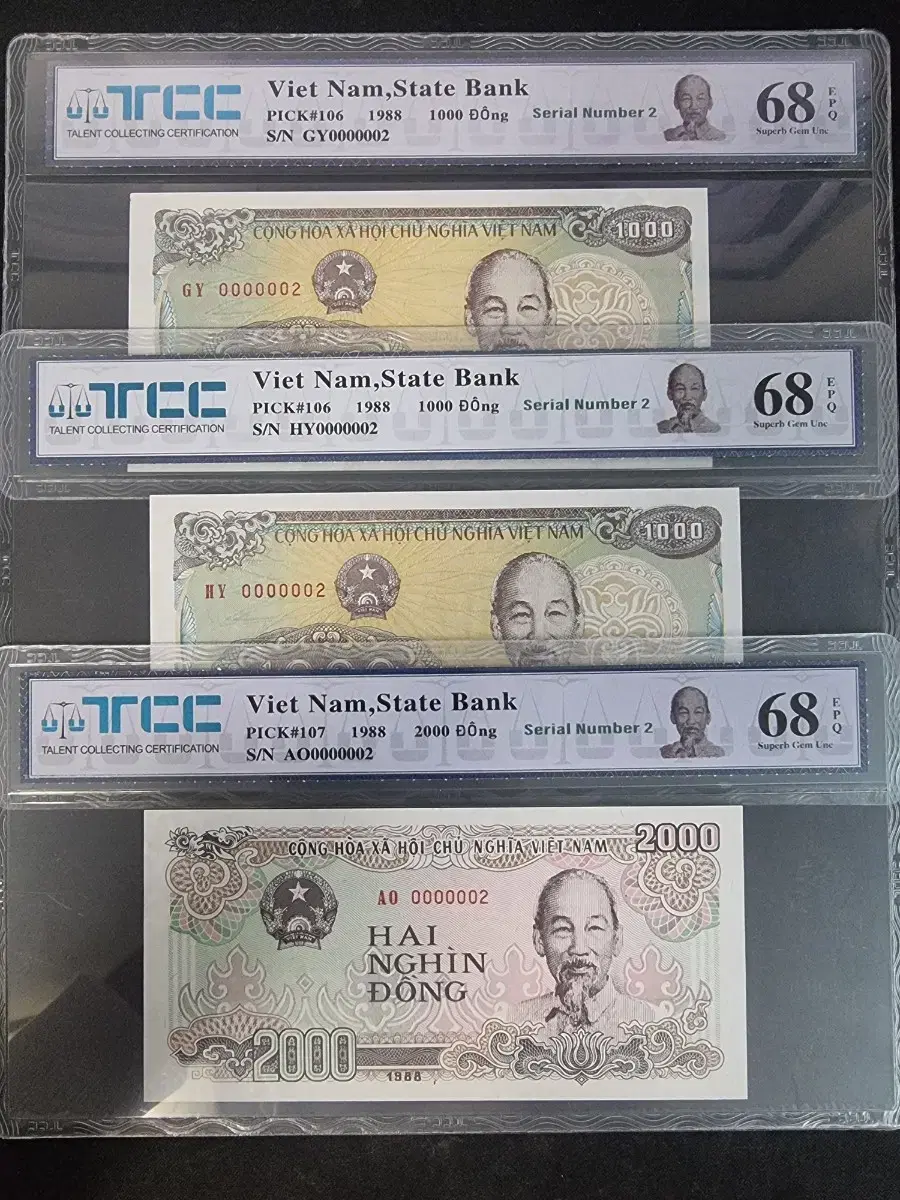 TCC
TALENT COLLECTING CERTIFICATION
Viet Nam,State Bank
PICK#106 1988 1000 ĐÔng Serial Number 2
S/N GY0000002
68 EPQ
Superb Gem Unc
CỘNG HÒA XÃ HỘI CHỦ NGHĨA VIỆT NAM
1000
GY 0000002
TCC
TALENT COLLECTING CERTIFICATION
Viet Nam,State Bank
PICK#106 1988 1000 ĐÔng Serial Number 2
S/N HY0000002
68 EPQ
Superb Gem Unc
CỘNG HÒA XÃ HỘI CHỦ NGHĨA VIỆT NAM
1000
HY 0000002
TCC
TALENT COLLECTING CERTIFICATION
Viet Nam,State Bank
PICK#107 1988 2000 ĐÔng Serial Number 2
S/N AO0000002
68 EPQ
Superb Gem Unc
CỘNG HÒA XÃ HỘI CHỦ NGHĨA VIỆT NAM
2000
AO 0000002
HAI
NGHÌN
ĐỒNG
2000
1988